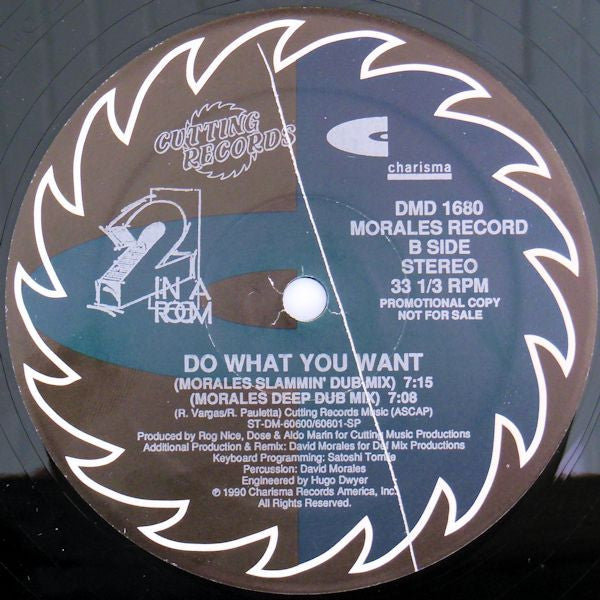 CUTTING
RECORDS
charisma
2
IN A
ROOM
DMD 1680
MORALES RECORD
B SIDE
STEREO
33 1/3 RPM
PROMOTIONAL COPY
NOT FOR SALE
DO WHAT YOU WANT
(MORALES SLAMMIN' DUB MIX) 7:15
(MORALES DEEP DUB MIX) 7:08
(R. Vargas/R. Pauletta) Cutting Records Music (ASCAP)
ST-DM-60600/60601-SP
Produced by Rog Nice, Dose & Aldo Marin for Cutting Music Productions
Additional Production & Remix: David Morales for Def Mix Productions
Keyboard Programming: Satoshi Tomiie
Percussion: David Morales
Engineered by Hugo Dwyer
℗ 1990 Charisma Records America, Inc.
All Rights Reserved.